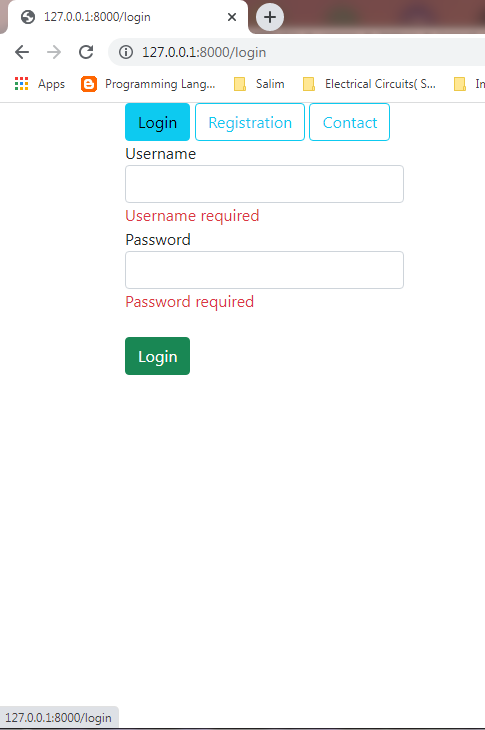 127.0.0.1:8000/login
127.0.0.1:8000/login
Apps Programming Lang... Salim Electrical Circuits( S... In
Login Registration Contact
Username
Username required
Password
Password required
Login
127.0.0.1:8000/login